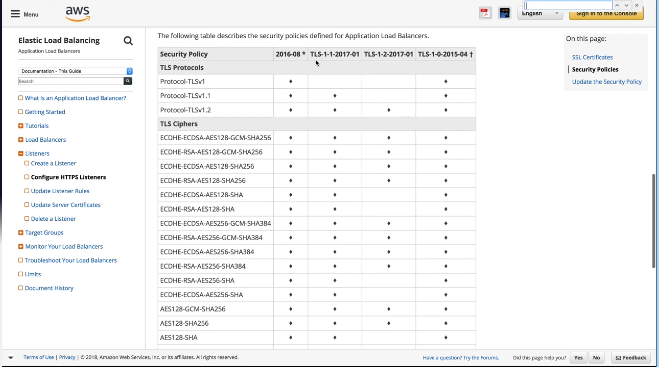 Menu
aws
English
Sign In to the Console
Elastic Load Balancing
Application Load Balancers
Documentation - This Guide
Search
What Is an Application Load Balancer?
Getting Started
Tutorials
Load Balancers
Listeners
Create a Listener
Configure HTTPS Listeners
Update Listener Rules
Update Server Certificates
Delete a Listener
Target Groups
Monitor Your Load Balancers
Troubleshoot Your Load Balancers
Limits
Document History
The following table describes the security policies defined for Application Load Balancers.
Security Policy 2016-08 * TLS-1-1-2017-01 TLS-1-2-2017-01 TLS-1-0-2015-04 †
TLS Protocols
Protocol-TLSv1 ♦ ♦
Protocol-TLSv1.1 ♦ ♦ ♦
Protocol-TLSv1.2 ♦ ♦ ♦ ♦
TLS Ciphers
ECDHE-ECDSA-AES128-GCM-SHA256 ♦ ♦ ♦ ♦
ECDHE-RSA-AES128-GCM-SHA256 ♦ ♦ ♦ ♦
ECDHE-ECDSA-AES128-SHA256 ♦ ♦ ♦ ♦
ECDHE-RSA-AES128-SHA256 ♦ ♦ ♦ ♦
ECDHE-ECDSA-AES128-SHA ♦ ♦ ♦
ECDHE-RSA-AES128-SHA ♦ ♦ ♦
ECDHE-ECDSA-AES256-GCM-SHA384 ♦ ♦ ♦ ♦
ECDHE-RSA-AES256-GCM-SHA384 ♦ ♦ ♦ ♦
ECDHE-ECDSA-AES256-SHA384 ♦ ♦ ♦ ♦
ECDHE-RSA-AES256-SHA384 ♦ ♦ ♦ ♦
ECDHE-RSA-AES256-SHA ♦ ♦ ♦
ECDHE-ECDSA-AES256-SHA ♦ ♦ ♦
AES128-GCM-SHA256 ♦ ♦ ♦ ♦
AES128-SHA256 ♦ ♦ ♦ ♦
AES128-SHA ♦ ♦ ♦
On this page:
SSL Certificates
Security Policies
Update the Security Policy
Terms of Use | Privacy | © 2018, Amazon Web Services, Inc. or its affiliates. All rights reserved.
Have a question? Try the Forums.
Did this page help you? Yes No Feedback